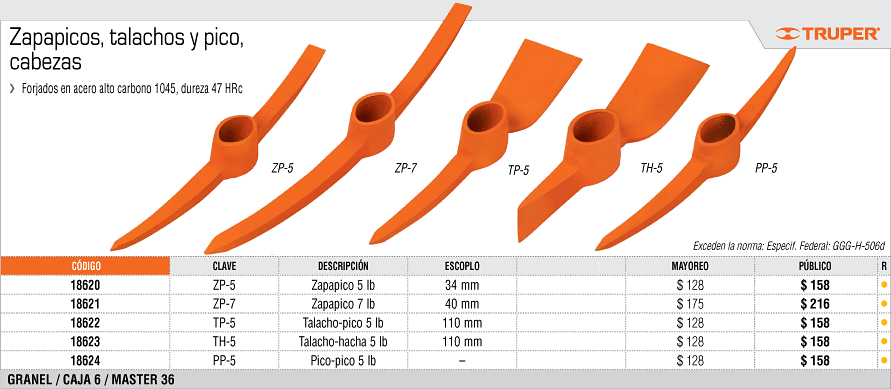 Zapapicos, talachos y pico,
cabezas
Forjados en acero alto carbono 1045, dureza 47 HRc
TRUPER®
ZP-5
ZP-7
TP-5
TH-5
PP-5
Exceden la norma: Especif. Federal: GGG-H-506d
CÓDIGO CLAVE DESCRIPCIÓN ESCOPLO MAYOREO PÚBLICO R
18620 ZP-5 Zapapico 5 lb 34 mm $ 128 $ 158
18621 ZP-7 Zapapico 7 lb 40 mm $ 175 $ 216
18622 TP-5 Talacho-pico 5 lb 110 mm $ 128 $ 158
18623 TH-5 Talacho-hacha 5 lb 110 mm $ 128 $ 158
18624 PP-5 Pico-pico 5 lb – $ 128 $ 158
GRANEL / CAJA 6 / MASTER 36